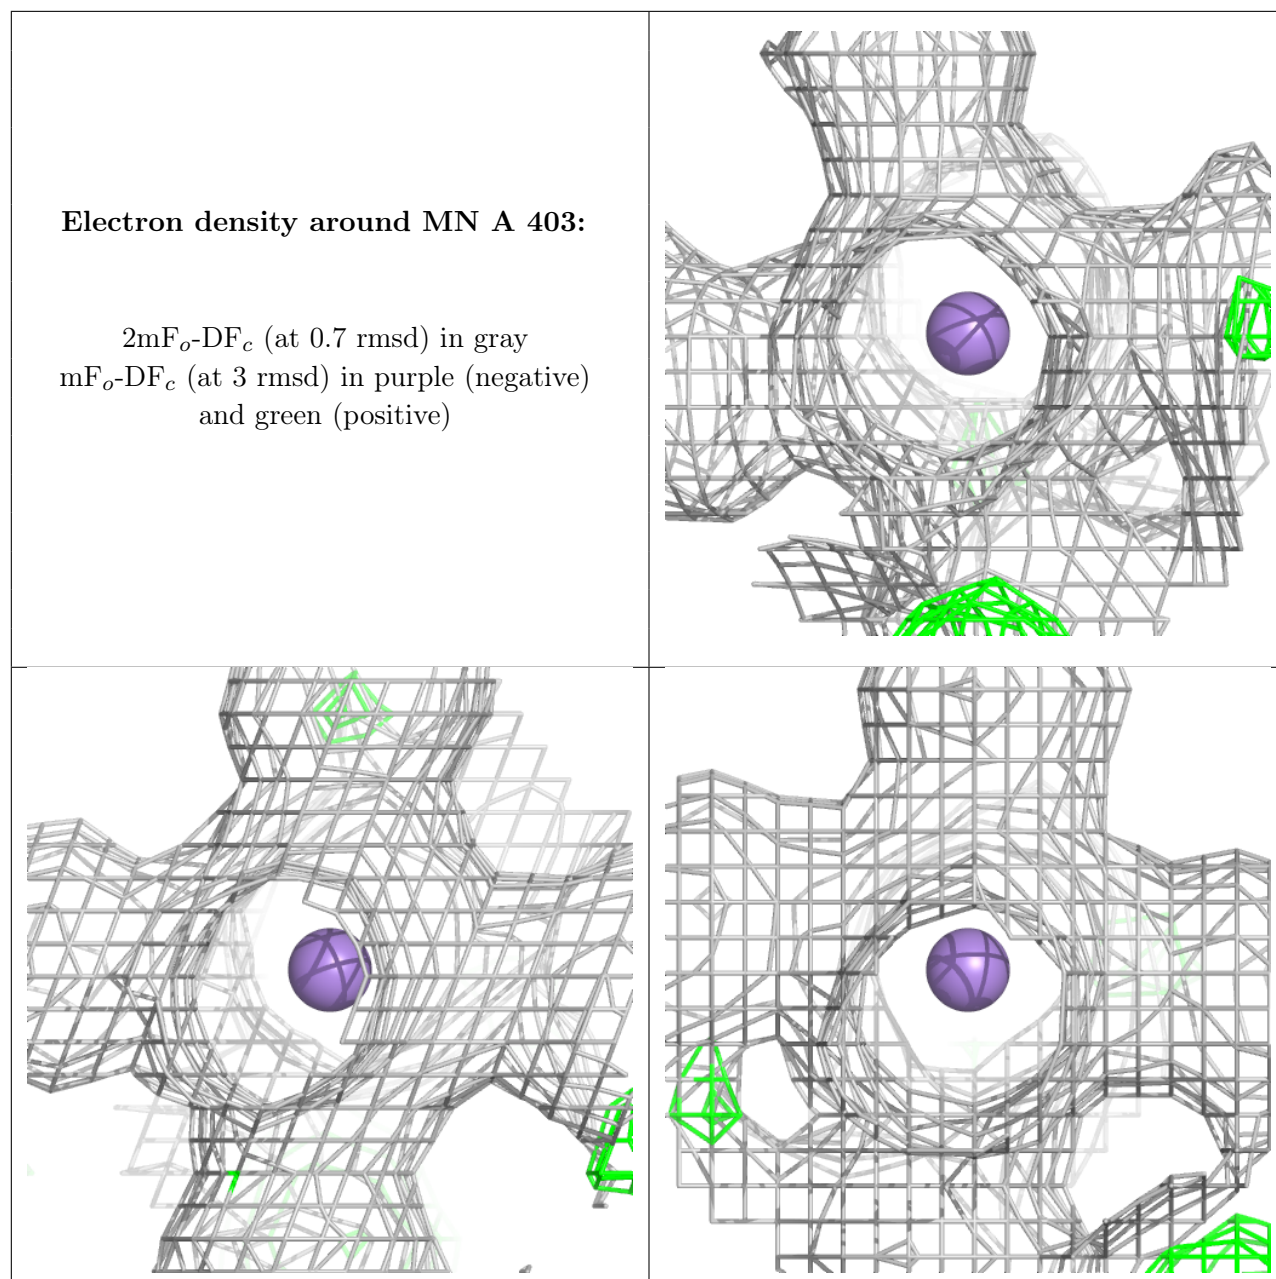 Electron density around MN A 403:
2mFo-DFc (at 0.7 rmsd) in gray
mFo-DFc (at 3 rmsd) in purple (negative)
and green (positive)